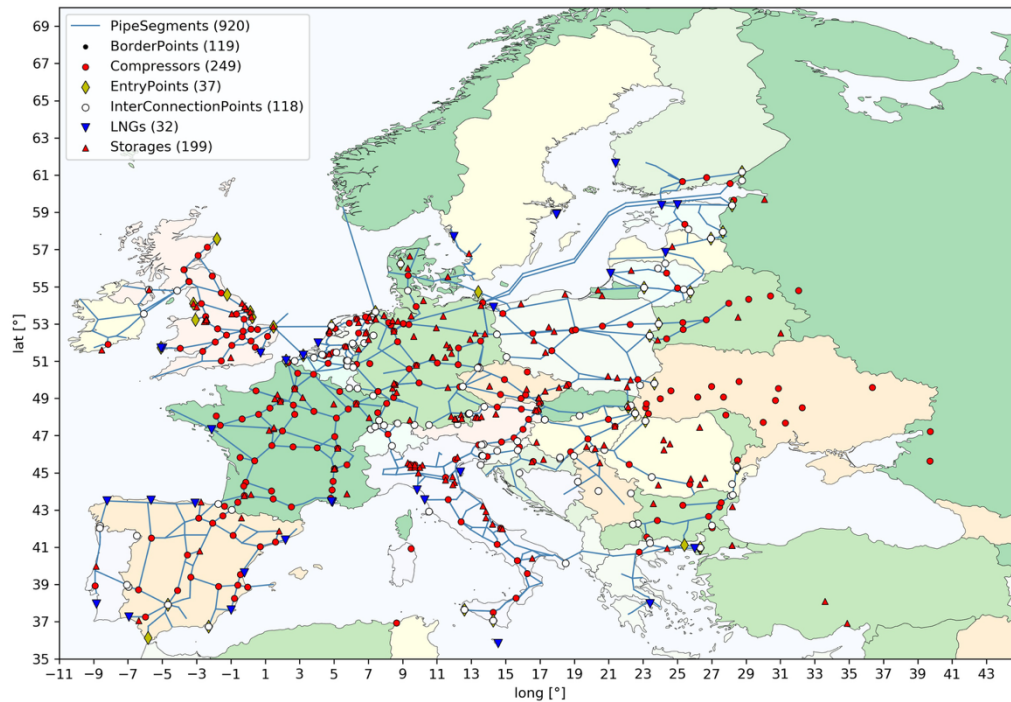 PipeSegments (920)
BorderPoints (119)
Compressors (249)
EntryPoints (37)
InterConnectionPoints (118)
LNGs (32)
Storages (199)
69
67
65
63
61
59
57
55
53
51
49
47
45
43
41
39
37
35
lat [°]
-11 -9 -7 -5 -3 -1 1 3 5 7 9 11 13 15 17 19 21 23 25 27 29 31 33 35 37 39 41 43
long [°]